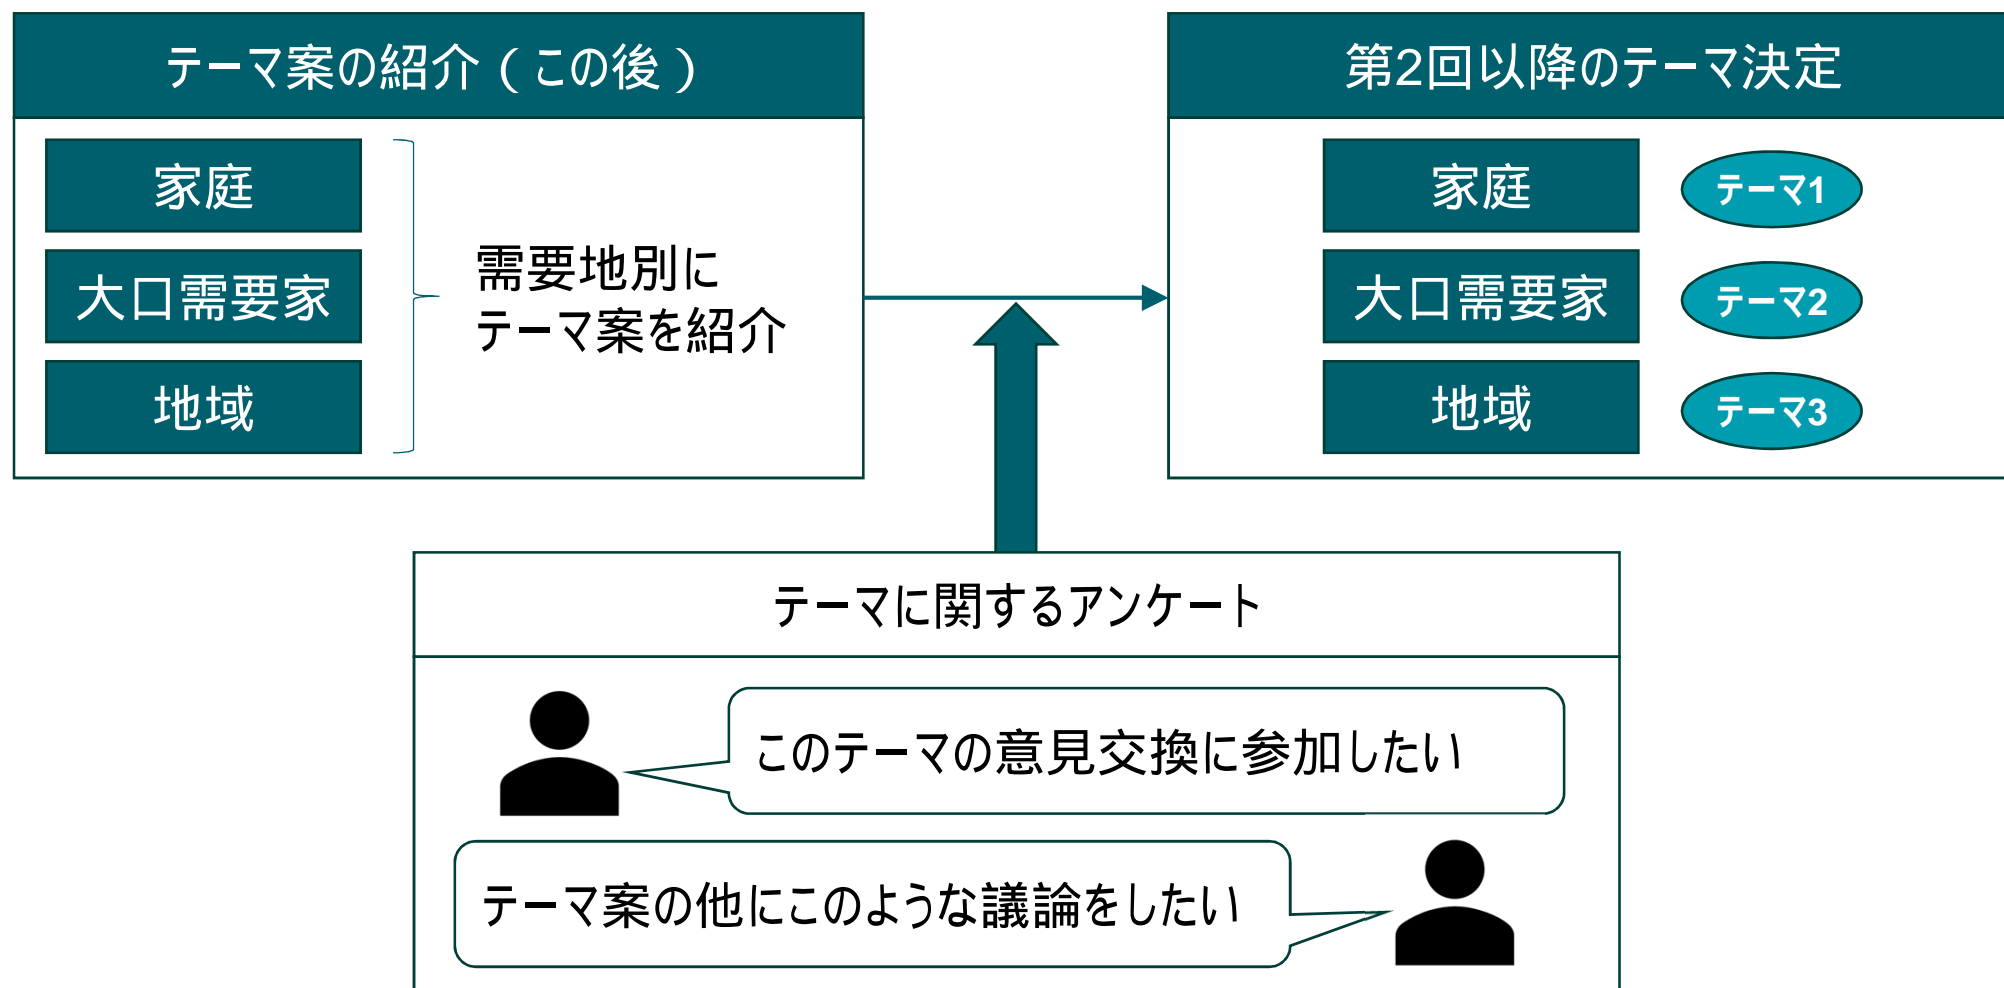 テーマ案の紹介（この後）
家庭
大口需要家
地域
需要地別に
テーマ案を紹介
第2回以降のテーマ決定
家庭
テーマ1
大口需要家
テーマ2
地域
テーマ3
テーマに関するアンケート
このテーマの意見交換に参加したい
テーマ案の他にこのような議論をしたい